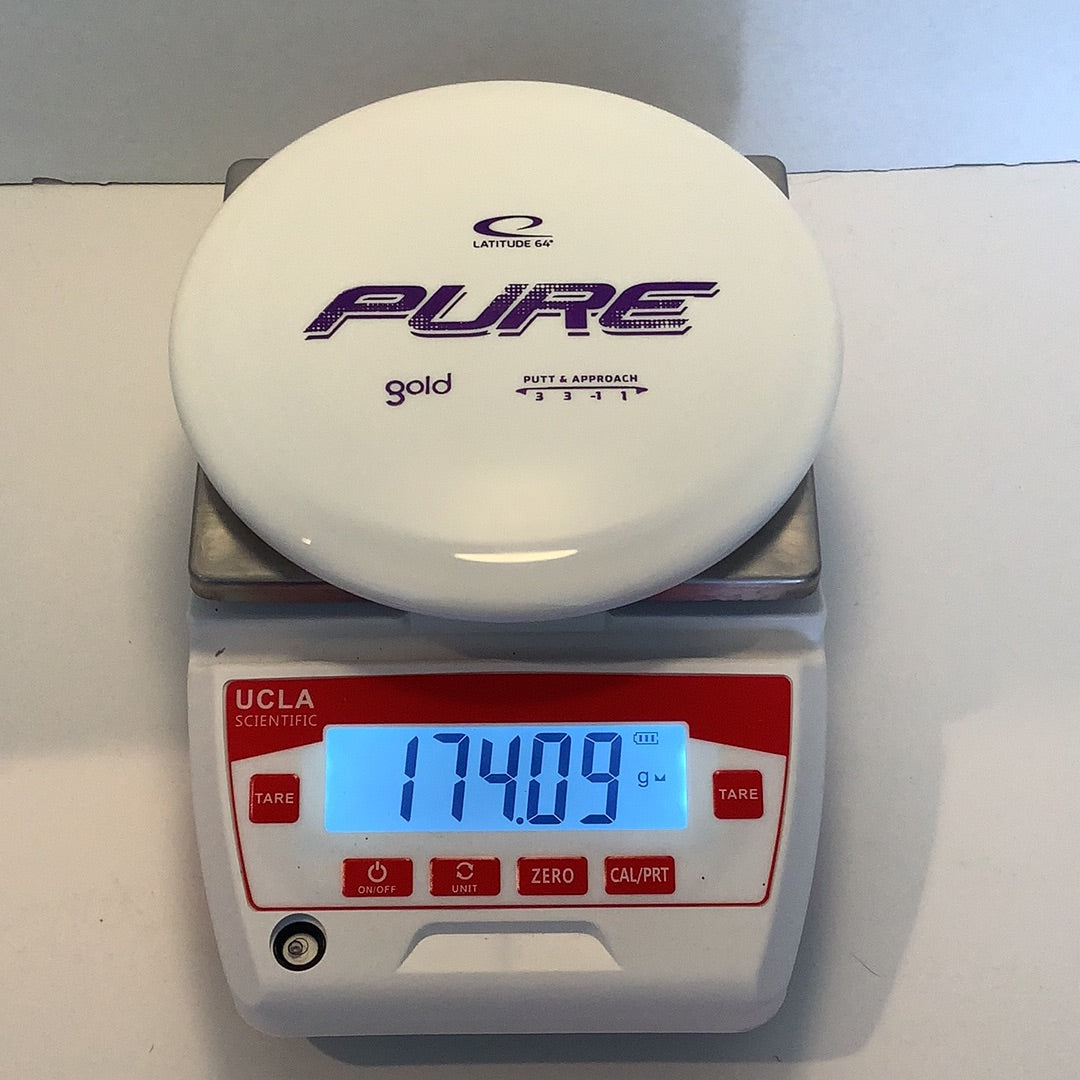 LATITUDE 64°
PURE
gold
PUTT & APPROACH
3 3 -1 1
UCLA
SCIENTIFIC
174.09
g
TARE
TARE
ON/OFF
UNIT
ZERO
CAL/PRT